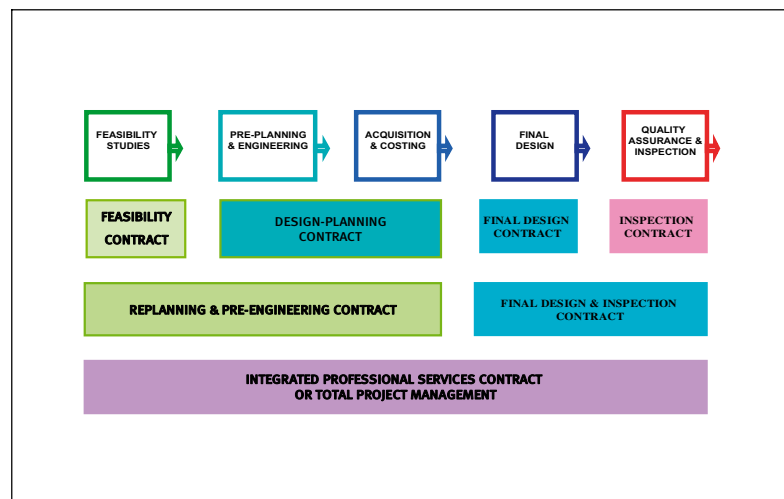 FEASIBILITY
STUDIES
PRE-PLANNING
& ENGINEERING
ACQUISITION
& COSTING
FINAL
DESIGN
QUALITY
ASSURANCE &
INSPECTION
FEASIBILITY
CONTRACT
DESIGN-PLANNING
CONTRACT
FINAL DESIGN
CONTRACT
INSPECTION
CONTRACT
REPLANNING & PRE-ENGINEERING CONTRACT
FINAL DESIGN & INSPECTION
CONTRACT
INTEGRATED PROFESSIONAL SERVICES CONTRACT
OR TOTAL PROJECT MANAGEMENT